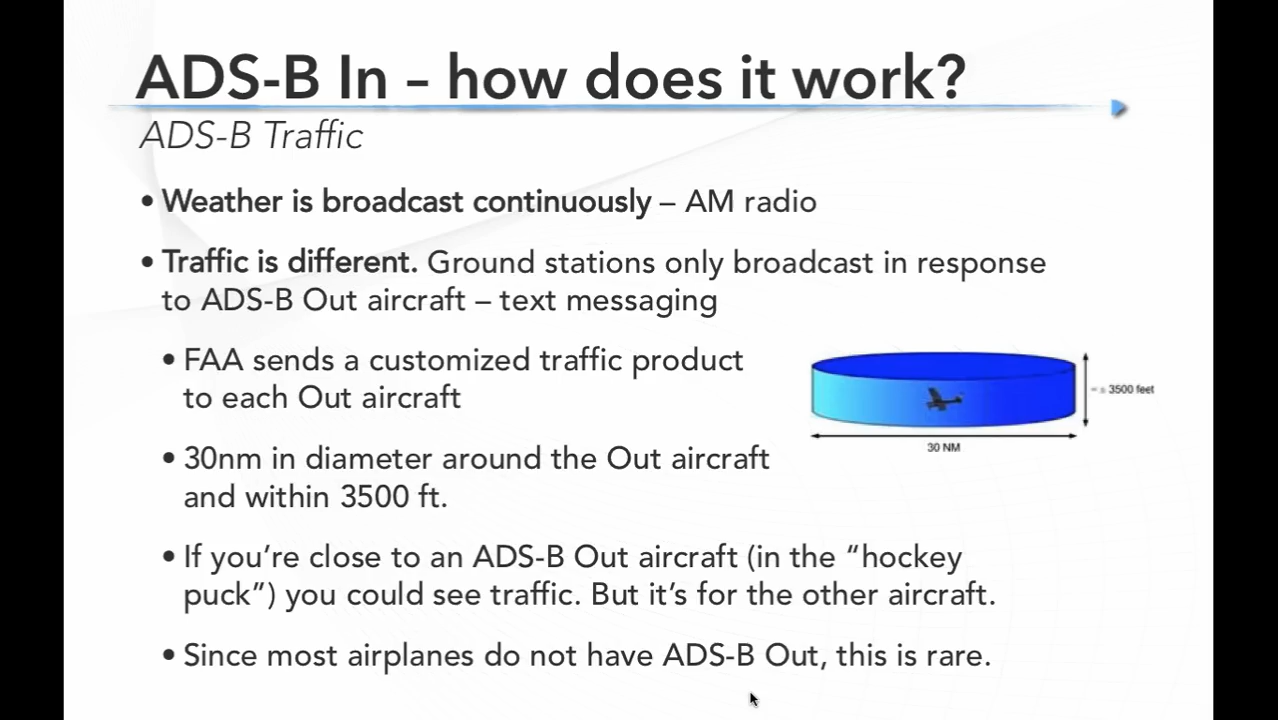 ADS-B In – how does it work?
ADS-B Traffic
• Weather is broadcast continuously – AM radio
• Traffic is different. Ground stations only broadcast in response
to ADS-B Out aircraft – text messaging
• FAA sends a customized traffic product
to each Out aircraft
• 30nm in diameter around the Out aircraft
and within 3500 ft.
• If you’re close to an ADS-B Out aircraft (in the “hockey
puck”) you could see traffic. But it’s for the other aircraft.
• Since most airplanes do not have ADS-B Out, this is rare.
3500 feet
30 NM